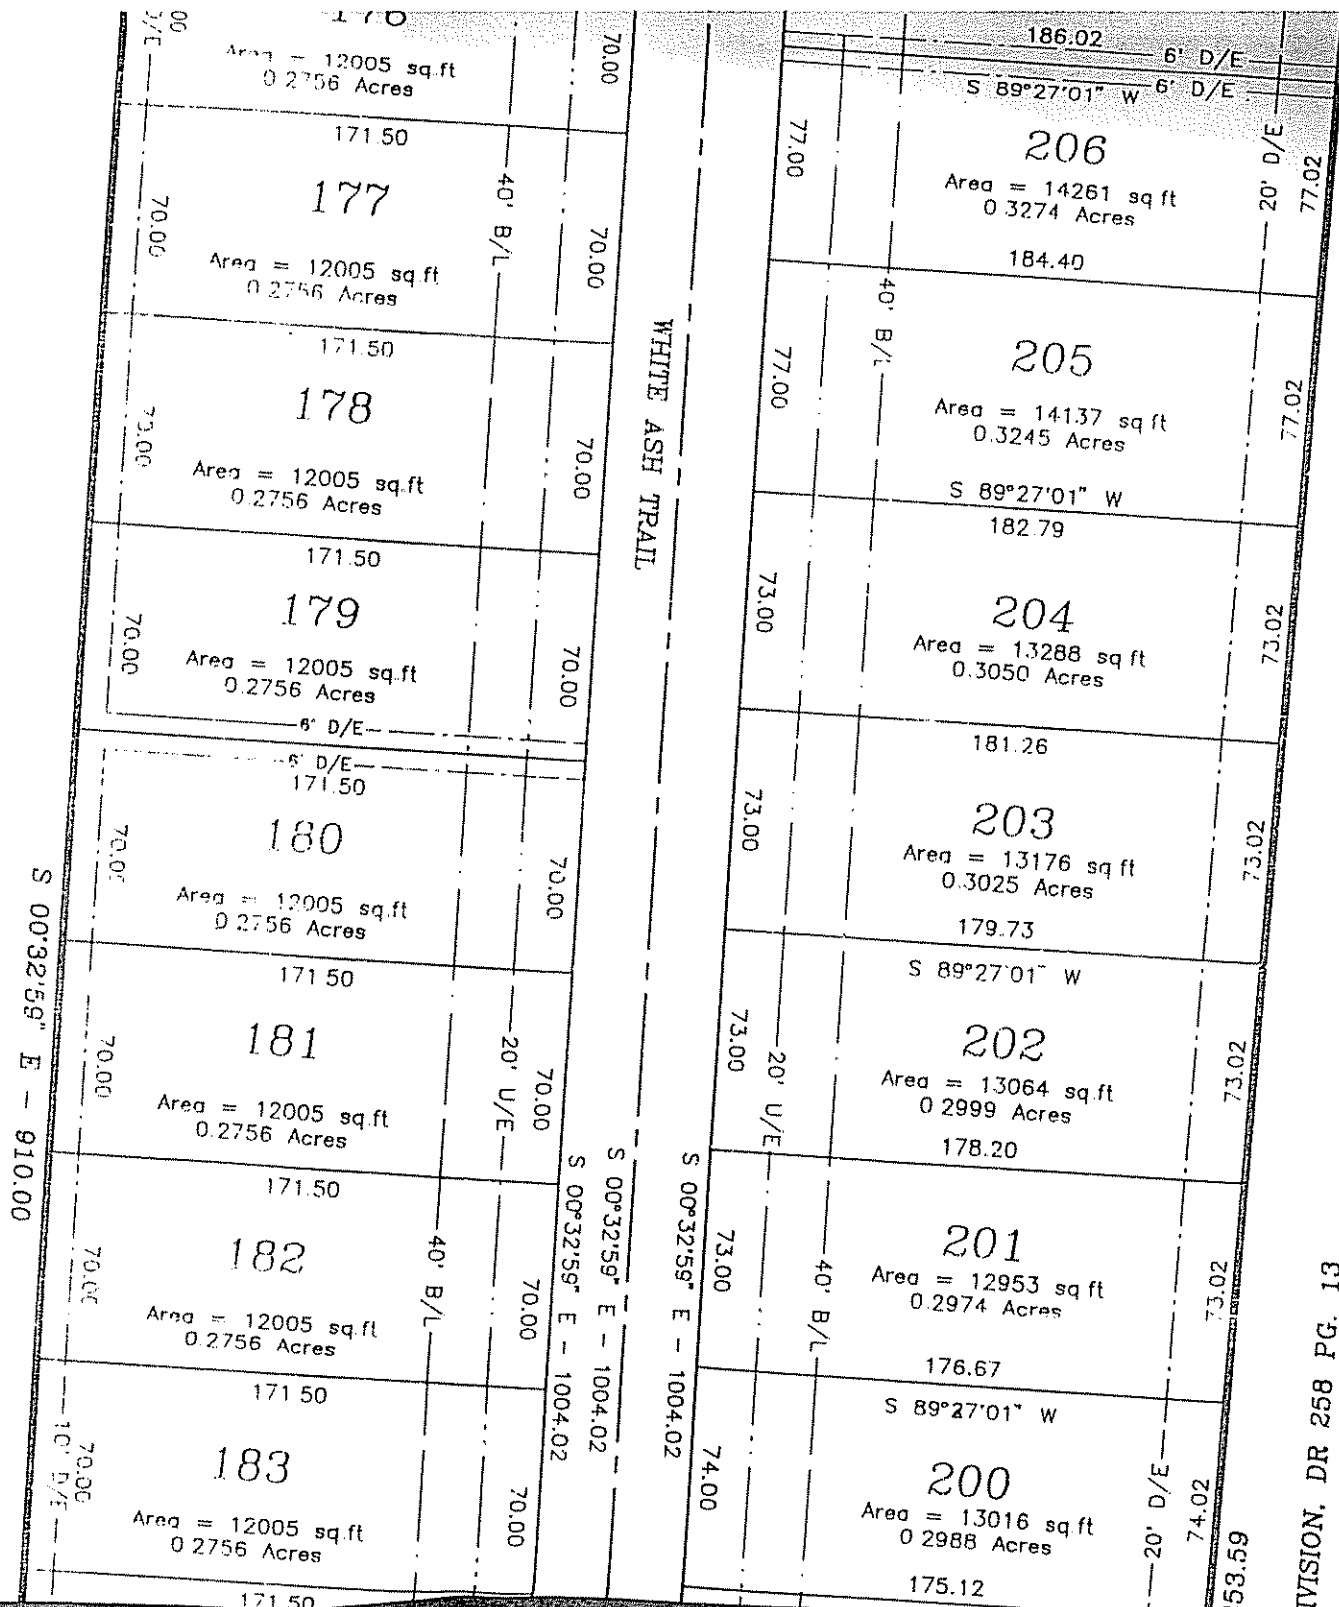 176
Area = 12005 sq.ft
0.2756 Acres
70.00
171.50
177
Area = 12005 sq.ft
0.2756 Acres
70.00
70.00
40' B/L
171.50
178
Area = 12005 sq.ft
0.2756 Acres
70.00
70.00
171.50
179
Area = 12005 sq.ft
0.2756 Acres
70.00
70.00
6' D/E
6' D/E
171.50
180
Area = 12005 sq.ft
0.2756 Acres
70.00
171.50
181
Area = 12005 sq.ft
0.2756 Acres
70.00
70.00
20' U/E
171.50
182
Area = 12005 sq.ft
0.2756 Acres
70.00
70.00
40' B/L
171.50
183
Area = 12005 sq.ft
0.2756 Acres
70.00
70.00
10' D/E
171.50
S 00°32'59" E - 910.00
WHITE ASH TRAIL
S 00°32'59" E - 1004.02
S 00°32'59" E - 1004.02
S 00°32'59" E - 1004.02
186.02
6' D/E
6' D/E
S 89°27'01" W
206
Area = 14261 sq ft
0.3274 Acres
77.00
20' D/E
77.02
184.40
40' B/L
205
Area = 14137 sq ft
0.3245 Acres
77.00
77.02
S 89°27'01" W
182.79
204
Area = 13288 sq ft
0.3050 Acres
73.00
73.02
181.26
203
Area = 13176 sq ft
0.3025 Acres
73.00
73.02
179.73
S 89°27'01" W
202
Area = 13064 sq.ft
0.2999 Acres
73.00
20' U/E
73.02
178.20
201
Area = 12953 sq ft
0.2974 Acres
73.00
40' B/L
73.02
176.67
S 89°27'01" W
200
Area = 13016 sq ft
0.2988 Acres
74.00
20' D/E
74.02
175.12
53.59
VISION, DR 258 PG. 13